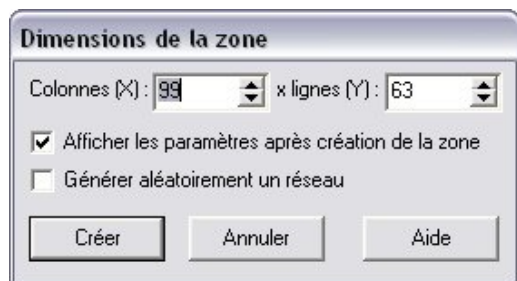 Dimensions de la zone
Colonnes (X) : 99 x lignes (Y) : 63
Afficher les paramètres après création de la zone
Générer aléatoirement un réseau
Créer Annuler Aide